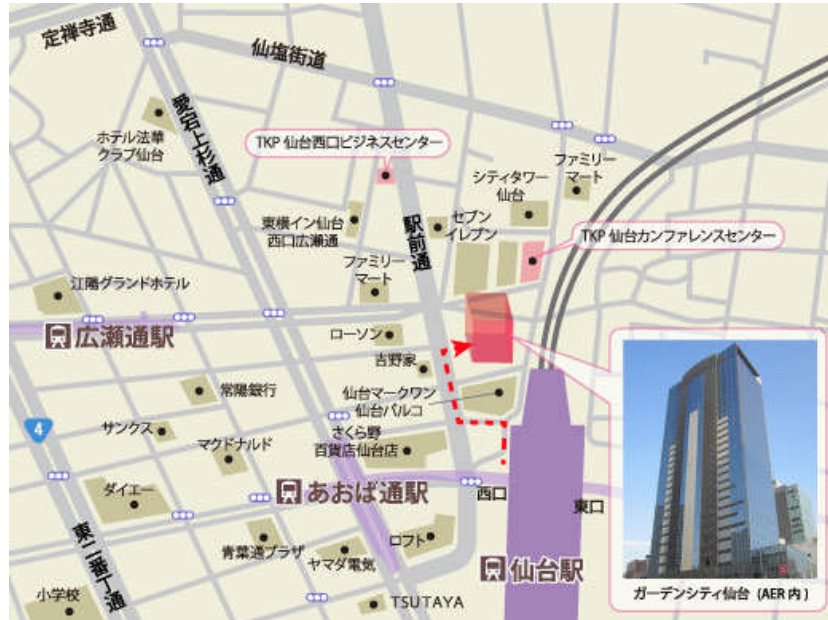 定禅寺通
仙塩街道
愛宕上杉通
ホテル法華
クラブ仙台
TKP 仙台西口ビジネスセンター
ファミリー
マート
シティタワー
仙台
東横イン仙台
西口広瀬通
駅前通
セブン
イレブン
TKP 仙台カンファレンスセンター
江陽グランドホテル
ファミリー
マート
広瀬通駅
ローソン
吉野家
常陽銀行
仙台マークワン
仙台パルコ
4
サンクス
マクドナルド
さくら野
百貨店仙台店
ダイエー
あおば通駅
西口
東口
東二番丁通
青葉通プラザ
ヤマダ電気
ロフト
仙台駅
小学校
TSUTAYA
ガーデンシティ仙台 (AER 内)